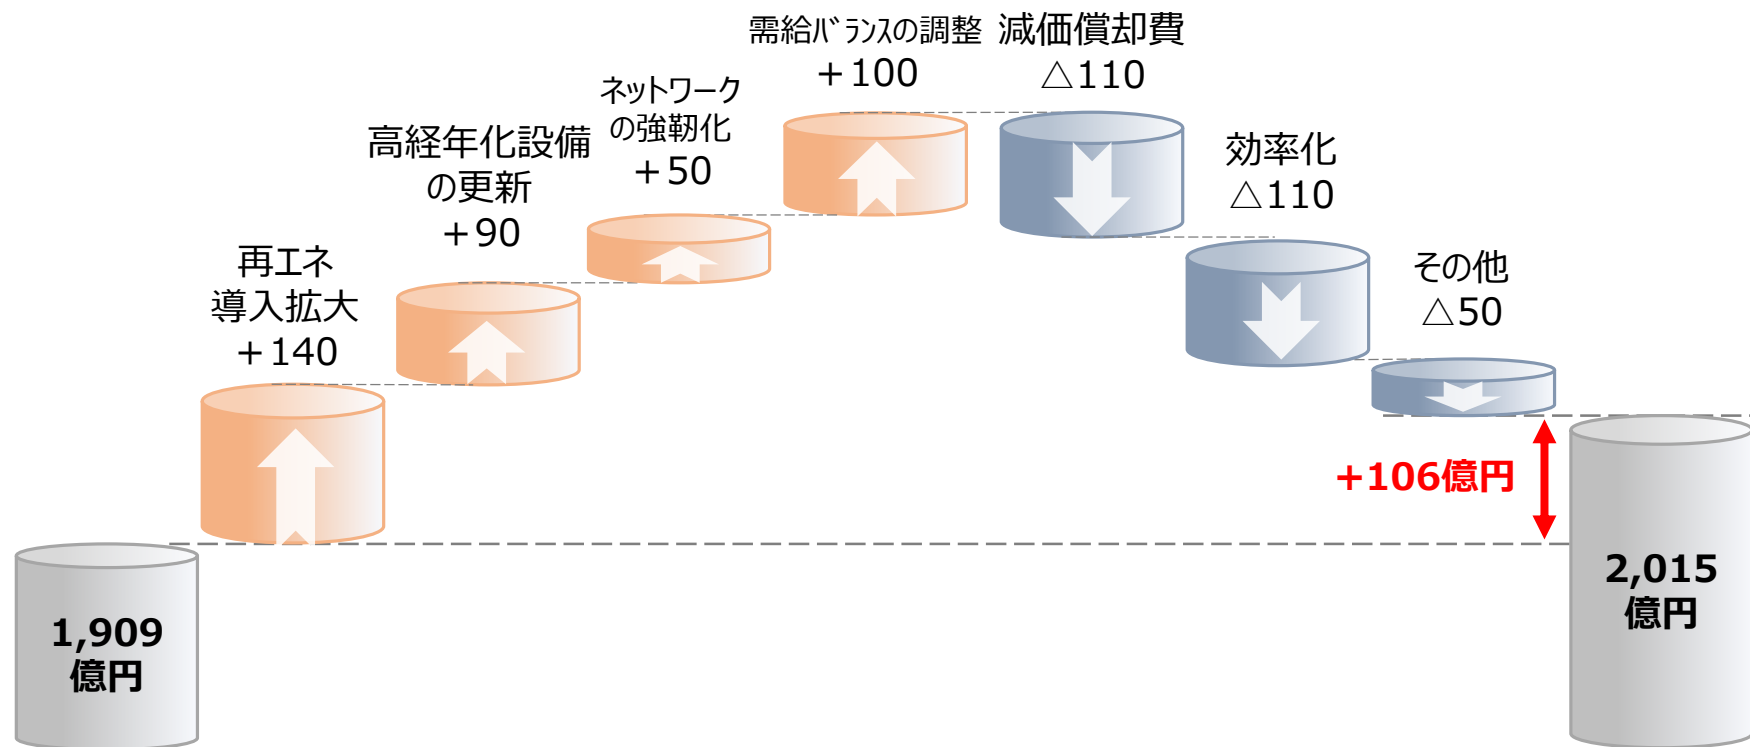 需給ﾊﾞﾗﾝｽの調整
＋100
減価償却費
△110
ネットワーク
の強靭化
＋50
高経年化設備
の更新
＋90
効率化
△110
再エネ
導入拡大
＋140
その他
△50
+106億円
1,909
億円
2,015
億円